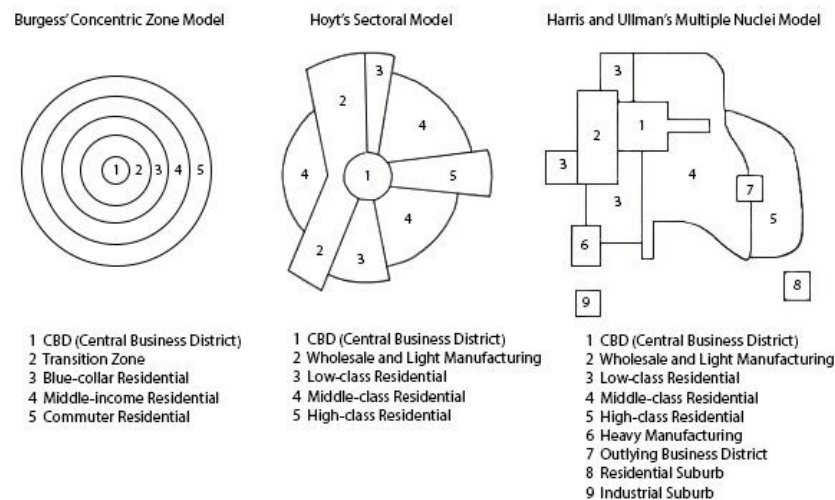 Burgess' Concentric Zone Model
1 2 3 4 5
1 CBD (Central Business District)
2 Transition Zone
3 Blue-collar Residential
4 Middle-income Residential
5 Commuter Residential
Hoyt's Sectoral Model
3
2
4
4
1
5
4
2
3
1 CBD (Central Business District)
2 Wholesale and Light Manufacturing
3 Low-class Residential
4 Middle-class Residential
5 High-class Residential
Harris and Ullman's Multiple Nuclei Model
3
1
2
3
4
7
3
5
6
8
9
1 CBD (Central Business District)
2 Wholesale and Light Manufacturing
3 Low-class Residential
4 Middle-class Residential
5 High-class Residential
6 Heavy Manufacturing
7 Outlying Business District
8 Residential Suburb
9 Industrial Suburb